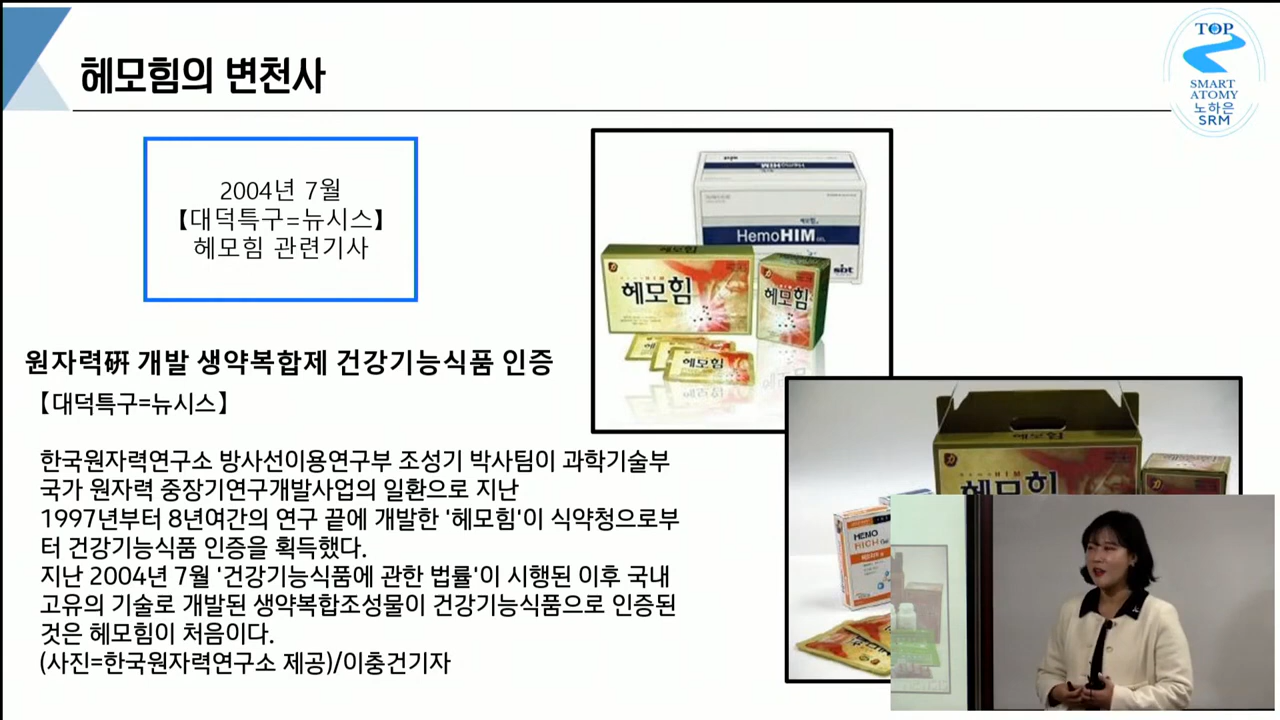 헤모힘의 변천사
TOP
SMART
ATOMY
노하은
SRM
2004년 7월
【대덕특구=뉴시스】
헤모힘 관련기사
HemoHIM
sbt
헤모힘
헤모힘
헤모힘
원자력硏 개발 생약복합제 건강기능식품 인증
【대덕특구=뉴시스】
한국원자력연구소 방사선이용연구부 조성기 박사팀이 과학기술부
국가 원자력 중장기연구개발사업의 일환으로 지난
1997년부터 8년여간의 연구 끝에 개발한 '헤모힘'이 식약청으로부
터 건강기능식품 인증을 획득했다.
지난 2004년 7월 '건강기능식품에 관한 법률'이 시행된 이후 국내
고유의 기술로 개발된 생약복합조성물이 건강기능식품으로 인증된
것은 헤모힘이 처음이다.
(사진=한국원자력연구소 제공)/이충건기자
헤모힘
헤모힘
HEMO
RICH